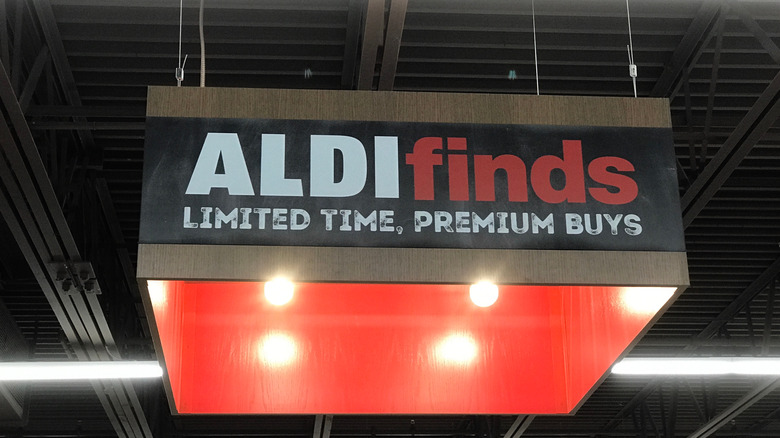 ALDIfinds
LIMITED TIME, PREMIUM BUYS